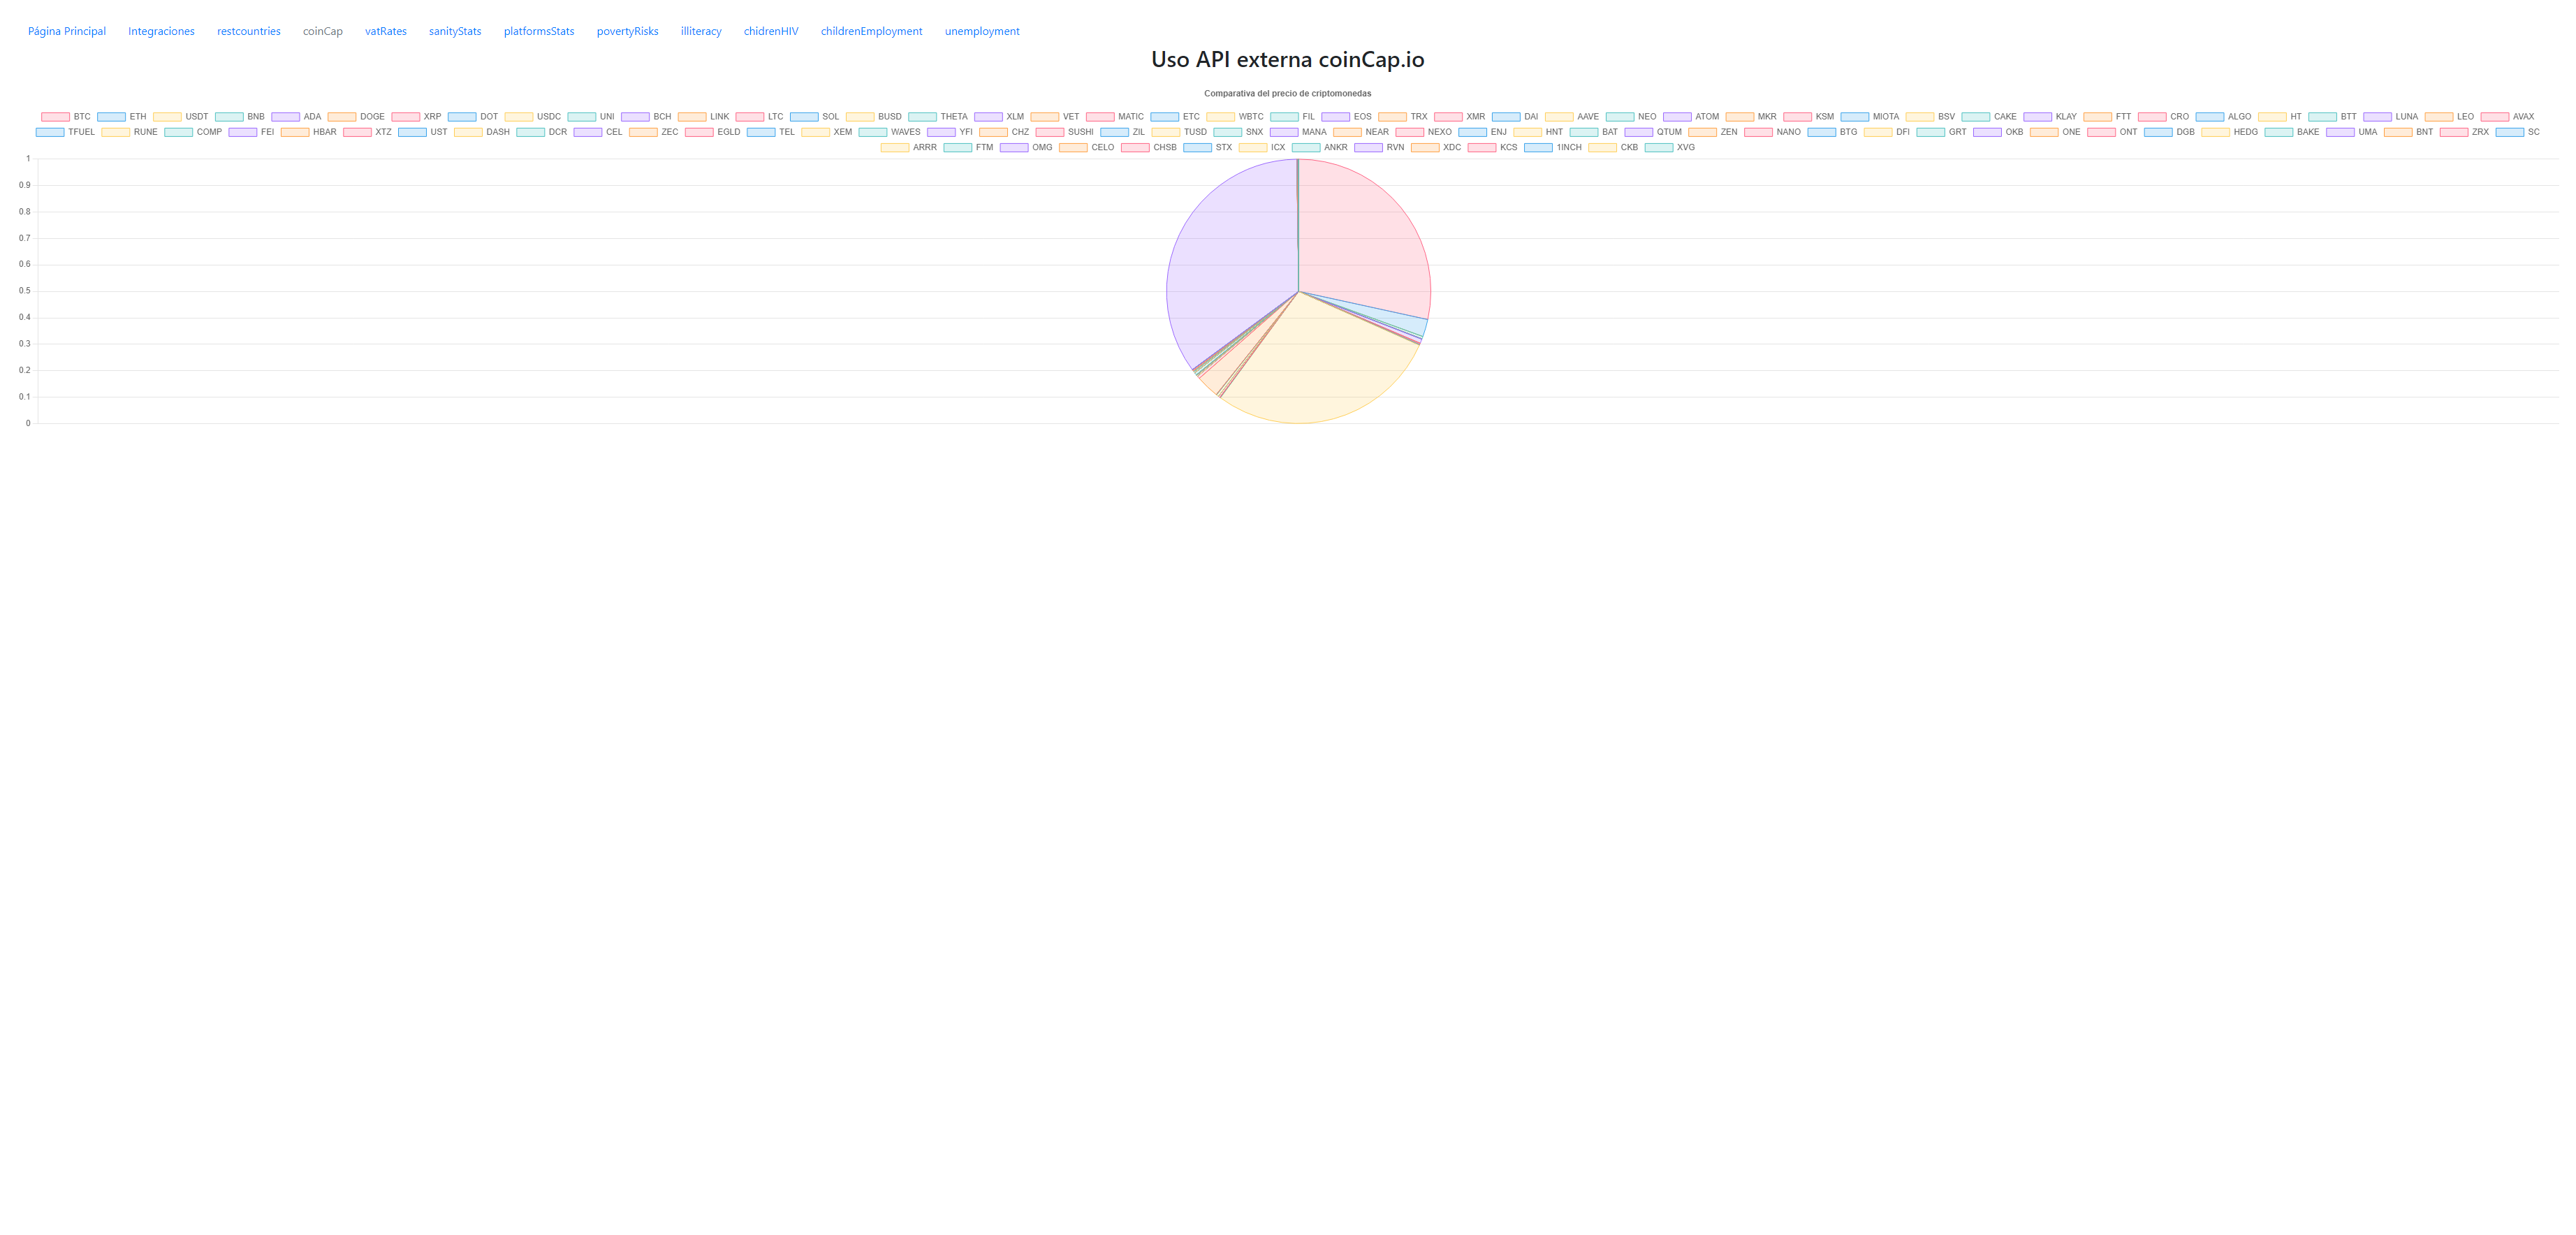 Página Principal Integraciones restcountries coinCap vatRates sanityStats platformsStats povertyRisks illiteracy chidrenHIV childrenEmployment unemployment
Uso API externa coinCap.io
Comparativa del precio de criptomonedas
BTC ETH USDT BNB ADA DOGE XRP DOT USDC UNI BCH LINK LTC SOL BUSD THETA XLM VET MATIC ETC WBTC FIL EOS TRX XMR DAI AAVE NEO ATOM MKR KSM MIOTA BSV CAKE KLAY FTT CRO ALGO HT BTT LUNA LEO AVAX
TFUEL RUNE COMP FEI HBAR XTZ UST DASH DCR CEL ZEC EGLD TEL XEM WAVES YFI CHZ SUSHI ZIL TUSD SNX MANA NEAR NEXO ENJ HNT BAT QTUM ZEN NANO BTG DFI GRT OKB ONE ONT DGB HEDG BAKE UMA BNT ZRX SC
ARRR FTM OMG CELO CHSB STX ICX ANKR RVN XDC KCS 1INCH CKB XVG
1
0.9
0.8
0.7
0.6
0.5
0.4
0.3
0.2
0.1
0